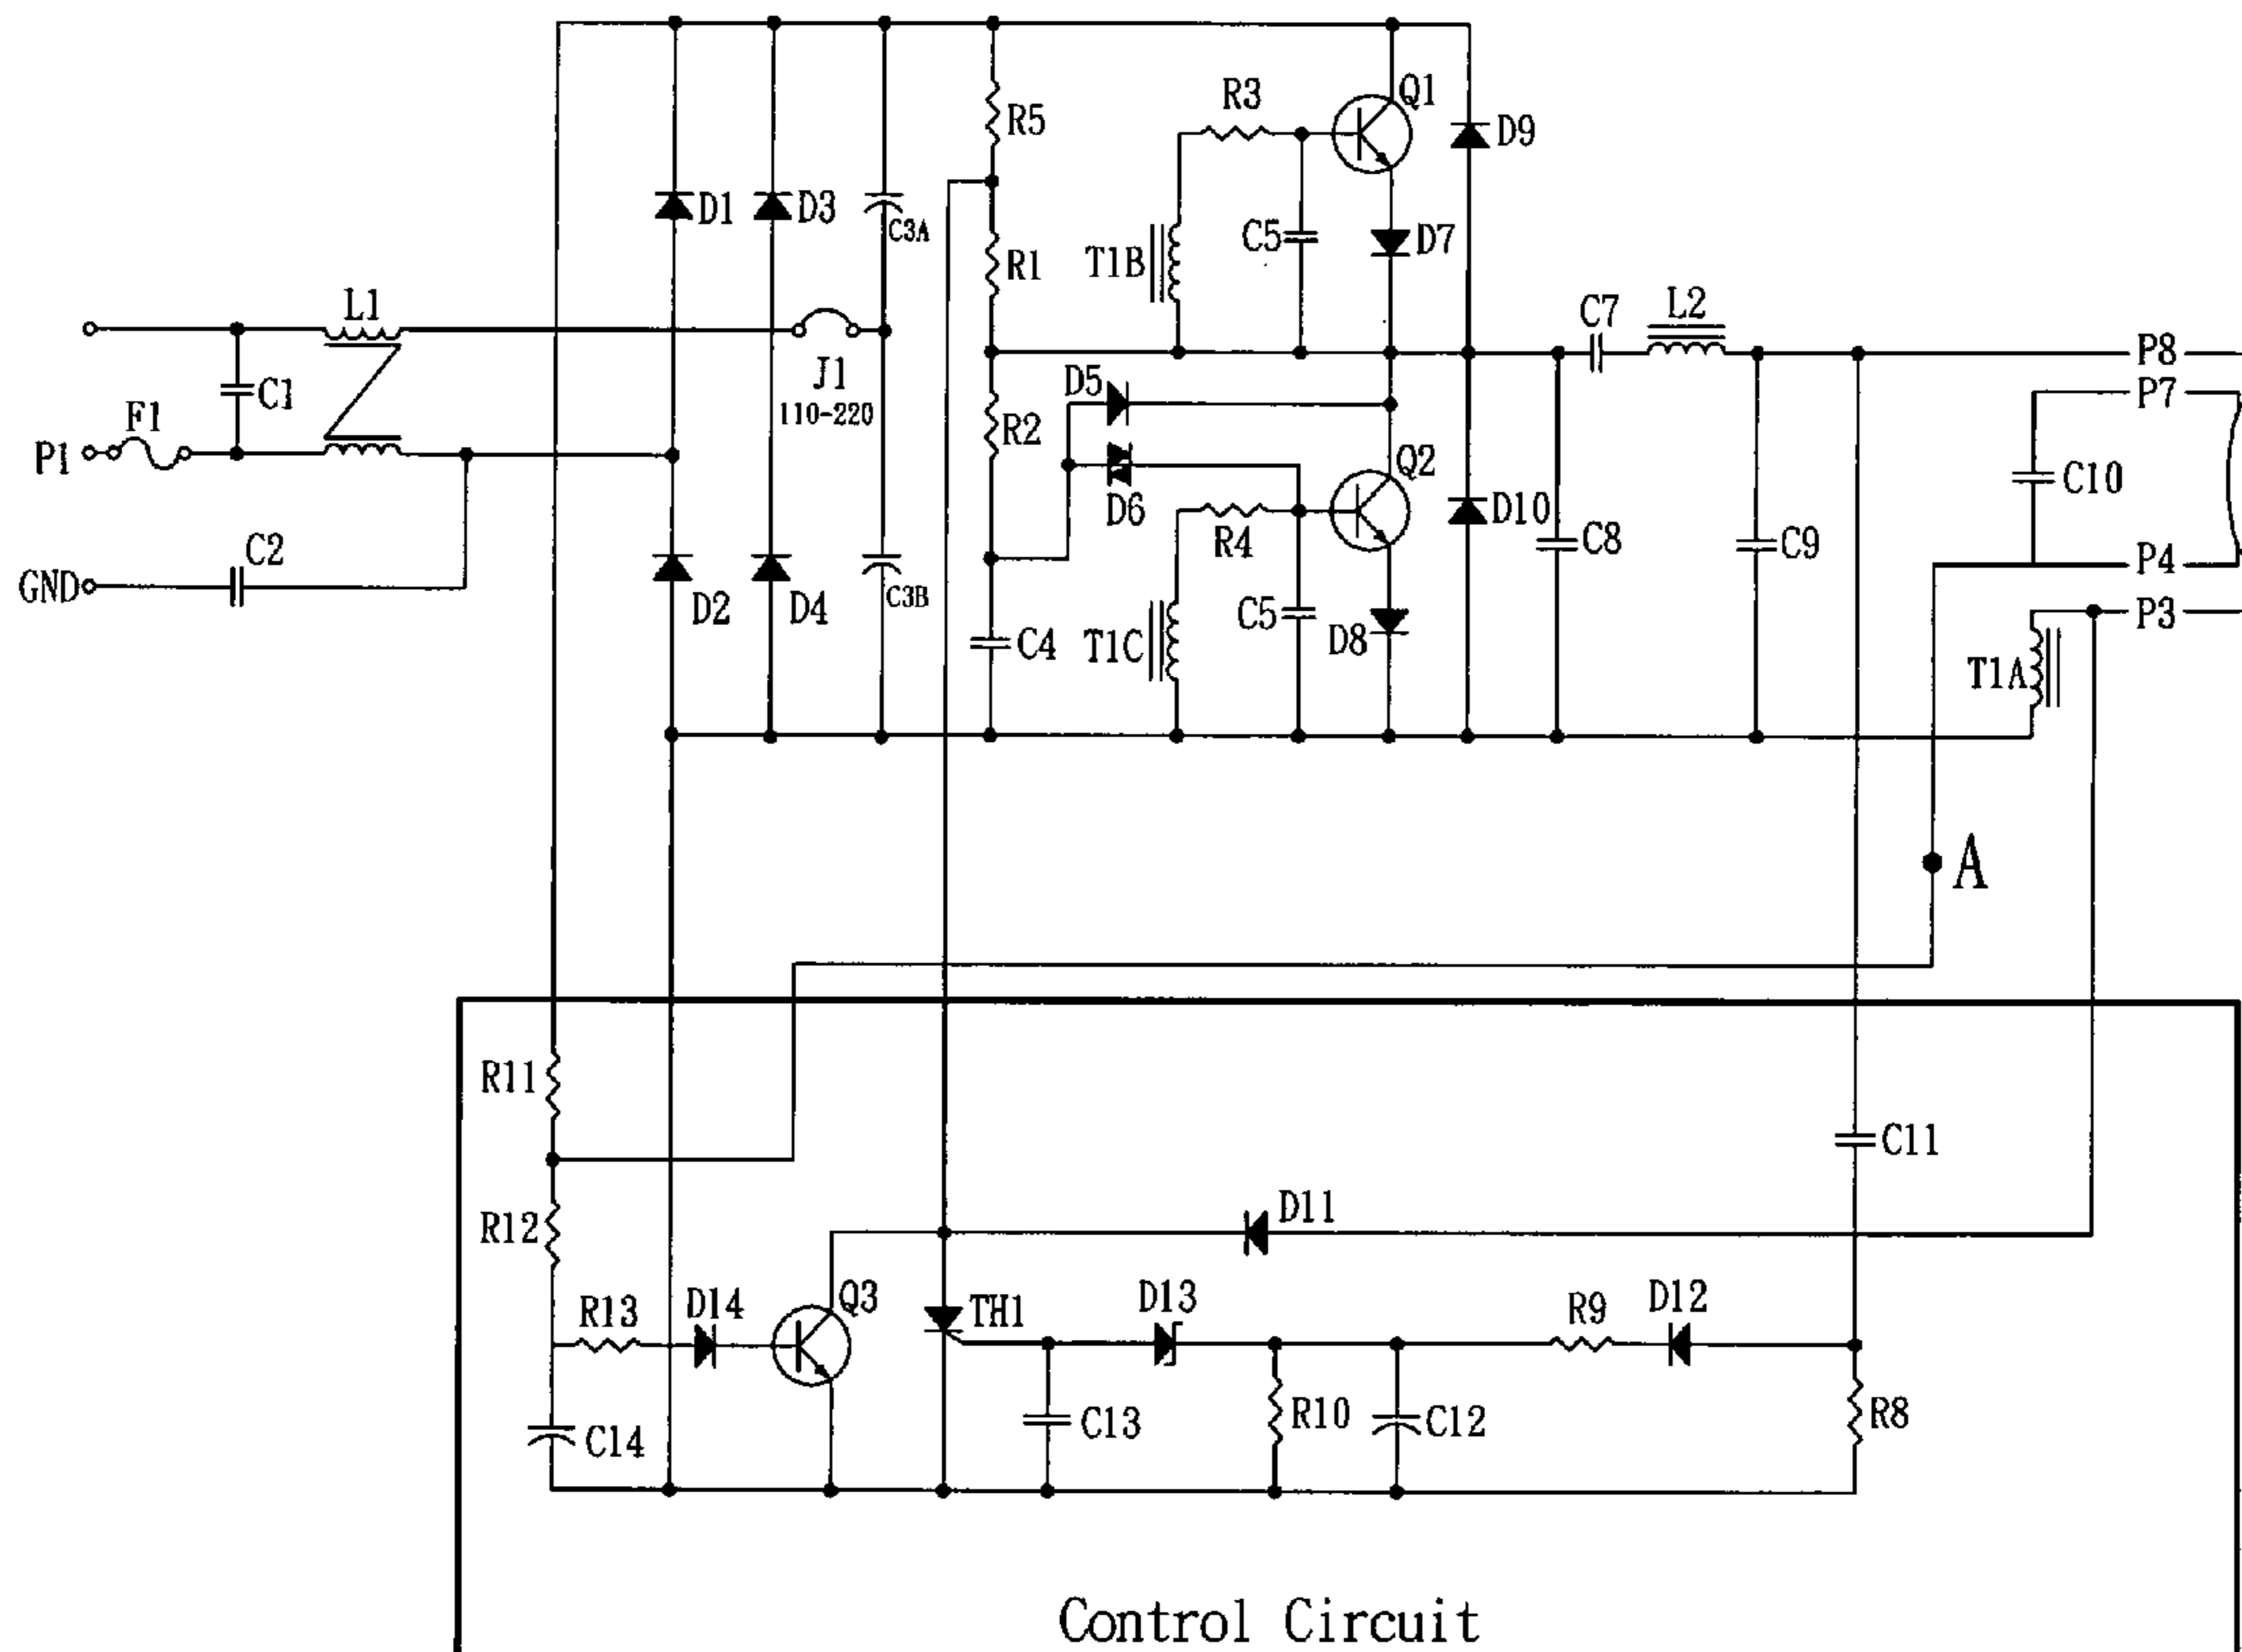 Q1
R3
R5
D9
D1
D3
C3A
C5
D7
T1B
R1
L1
C7
L2
P8
J1
D5
P7
C1
110-220
F1
R2
Q2
P1
C10
D6
D10
R4
C8
C9
C2
P4
GND
D2
D4
C3B
C5
P3
D8
C4
T1C
T1A
A
R11
C11
D11
R12
Q3
D14
TH1
D13
R9
D12
R13
R10
C12
R8
C13
C14
Control Circuit